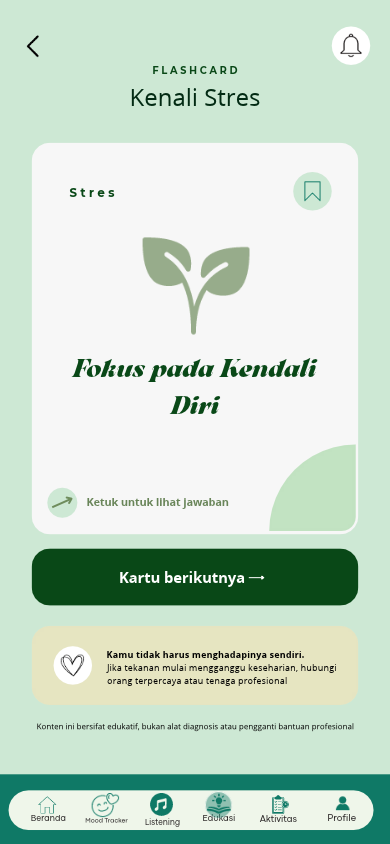 FLASHCARD
Kenali Stres
Stres
Fokus pada Kendali
Diri
Ketuk untuk lihat jawaban
Kartu berikutnya →
Kamu tidak harus menghadapinya sendiri.
Jika tekanan mulai mengganggu keseharian, hubungi
orang terpercaya atau tenaga profesional
Konten ini bersifat edukatif, bukan alat diagnosis atau pengganti bantuan profesional
Beranda
Mood Tracker
Listening
Edukasi
Aktivitas
Profile